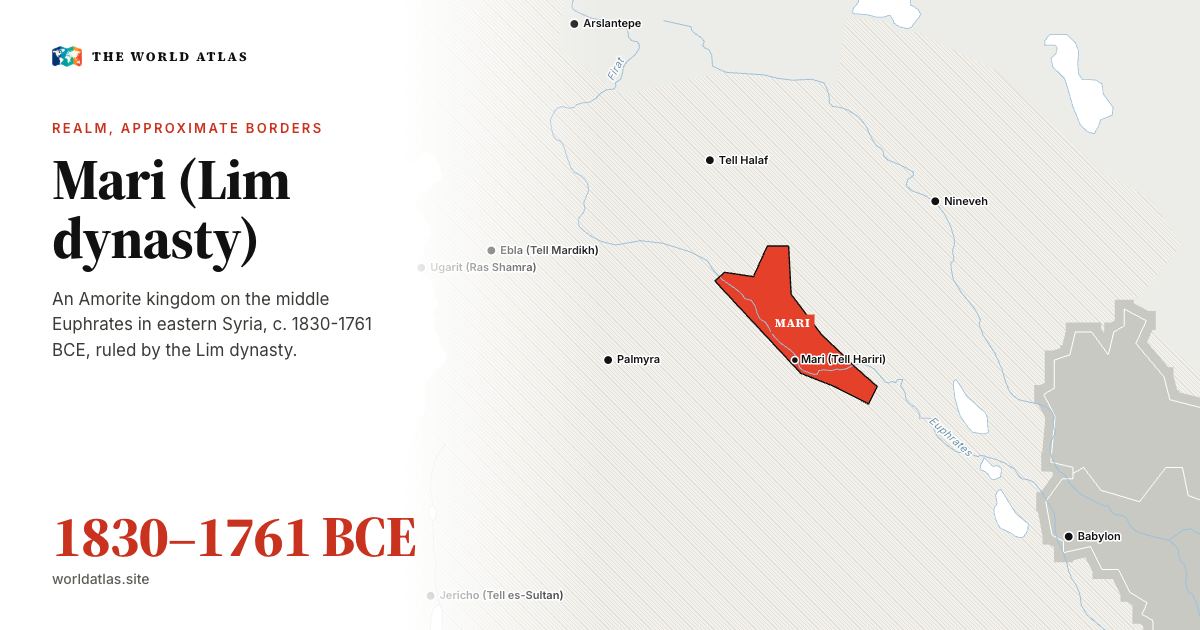 THE WORLD ATLAS
REALM, APPROXIMATE BORDERS
Mari (Lim
dynasty)
An Amorite kingdom on the middle
Euphrates in eastern Syria, c. 1830-1761
BCE, ruled by the Lim dynasty.
1830–1761 BCE
worldatlas.site
Arslantepe
Firat
Tell Halaf
Nineveh
Ebla (Tell Mardikh)
Ugarit (Ras Shamra)
MARI
Palmyra
Mari (Tell Hariri)
Euphrates
Babylon
Jericho (Tell es-Sultan)